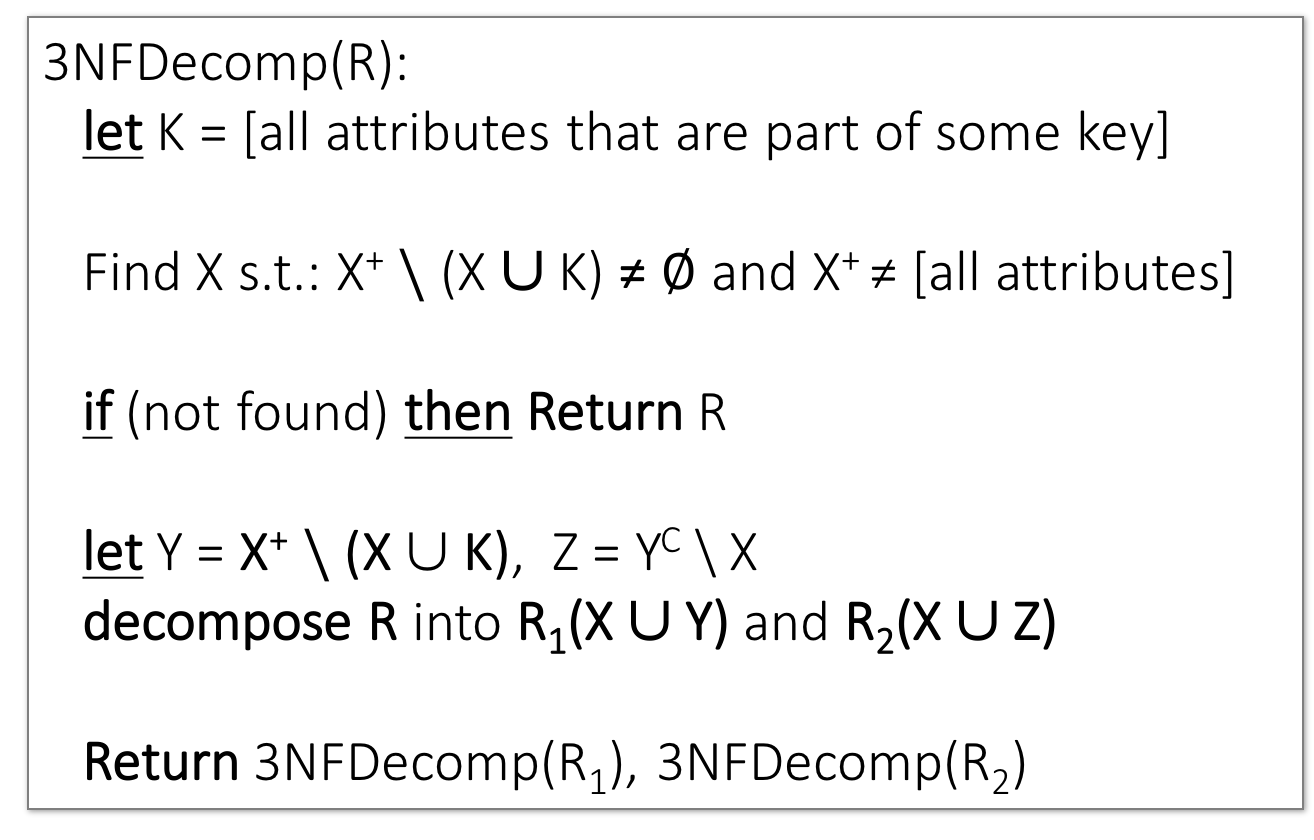 3NFDecomp(R):
let K = [all attributes that are part of some key]
Find X s.t.: X⁺ \ (X ∪ K) ≠ Ø and X⁺ ≠ [all attributes]
if (not found) then Return R
let Y = X⁺ \ (X ∪ K), Z = Yᶜ \ X
decompose R into R₁(X ∪ Y) and R₂(X ∪ Z)
Return 3NFDecomp(R₁), 3NFDecomp(R₂)